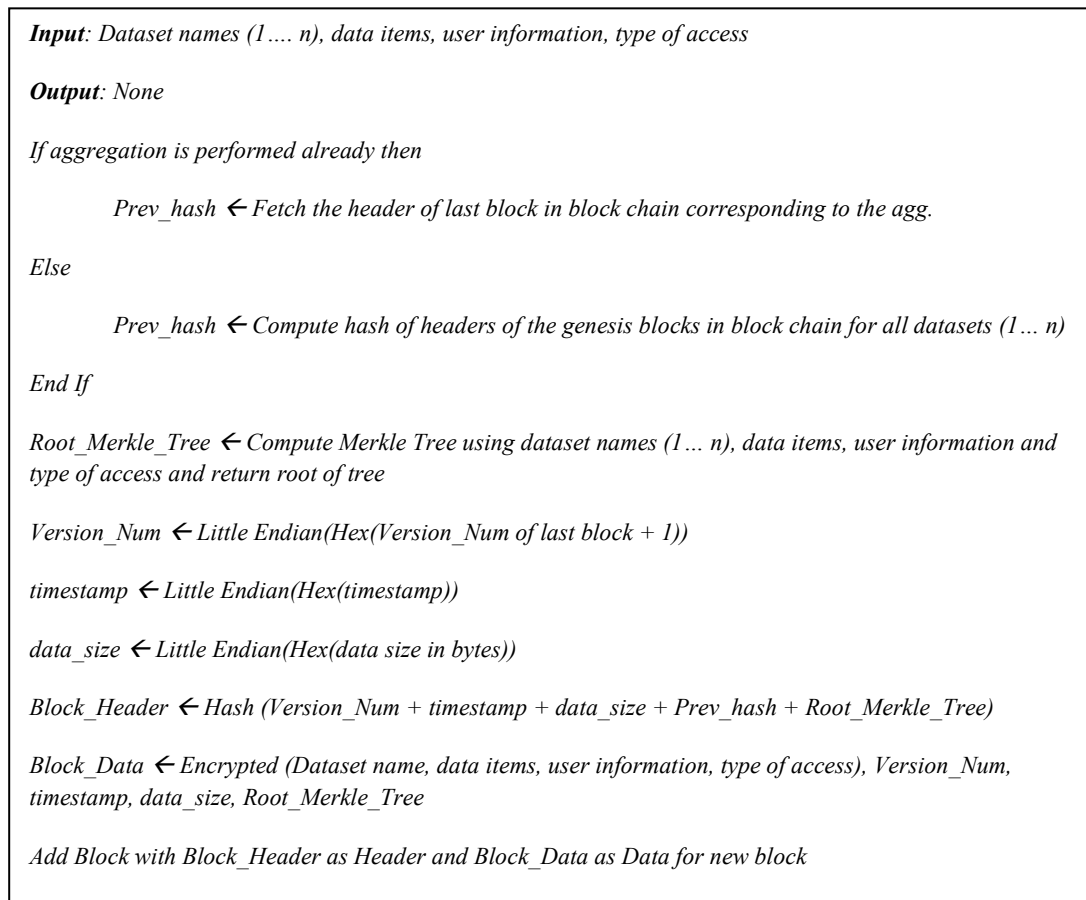 Input: Dataset names (1.... n), data items, user information, type of access
Output: None
If aggregation is performed already then
Prev_hash ← Fetch the header of last block in block chain corresponding to the agg.
Else
Prev_hash ← Compute hash of headers of the genesis blocks in block chain for all datasets (1... n)
End If
Root_Merkle_Tree ← Compute Merkle Tree using dataset names (1... n), data items, user information and
type of access and return root of tree
Version_Num ← Little Endian(Hex(Version_Num of last block + 1))
timestamp ← Little Endian(Hex(timestamp))
data_size ← Little Endian(Hex(data size in bytes))
Block_Header ← Hash (Version_Num + timestamp + data_size + Prev_hash + Root_Merkle_Tree)
Block_Data ← Encrypted (Dataset name, data items, user information, type of access), Version_Num,
timestamp, data_size, Root_Merkle_Tree
Add Block with Block_Header as Header and Block_Data as Data for new block